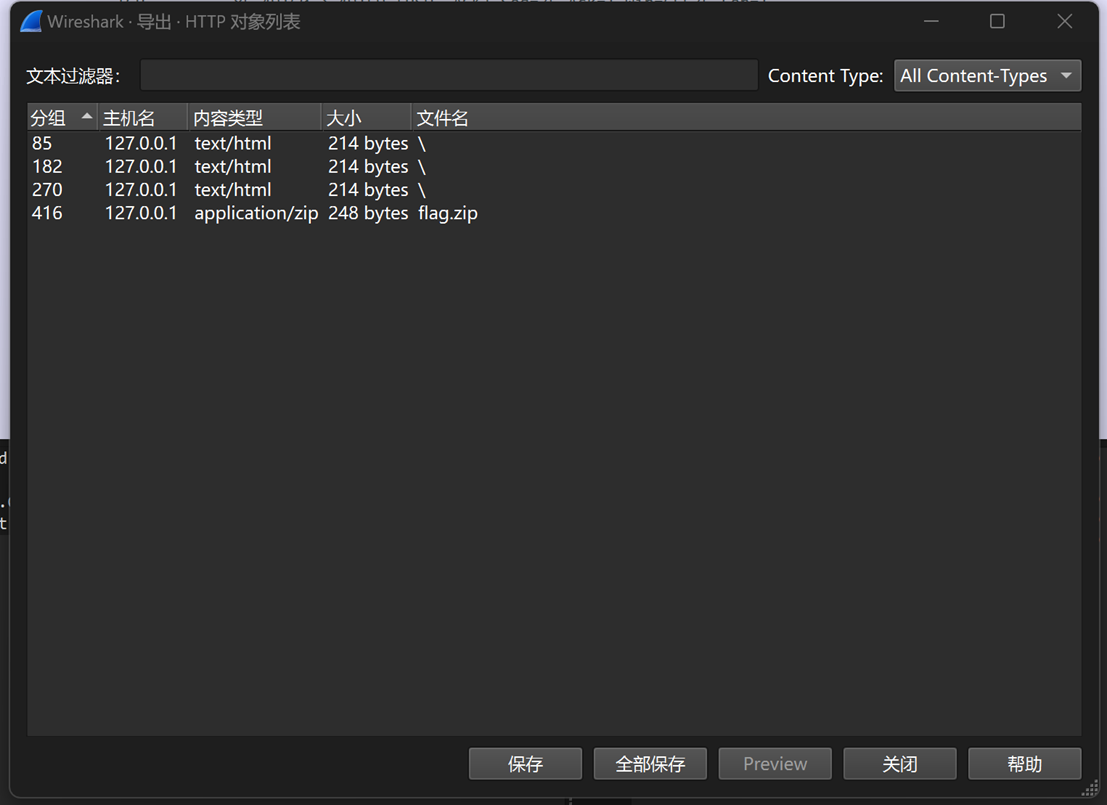 Wireshark · 导出 · HTTP 对象列表
文本过滤器: Content Type: All Content-Types
分组 主机名 内容类型 大小 文件名
85 127.0.0.1 text/html 214 bytes \
182 127.0.0.1 text/html 214 bytes \
270 127.0.0.1 text/html 214 bytes \
416 127.0.0.1 application/zip 248 bytes flag.zip
保存 全部保存 Preview 关闭 帮助